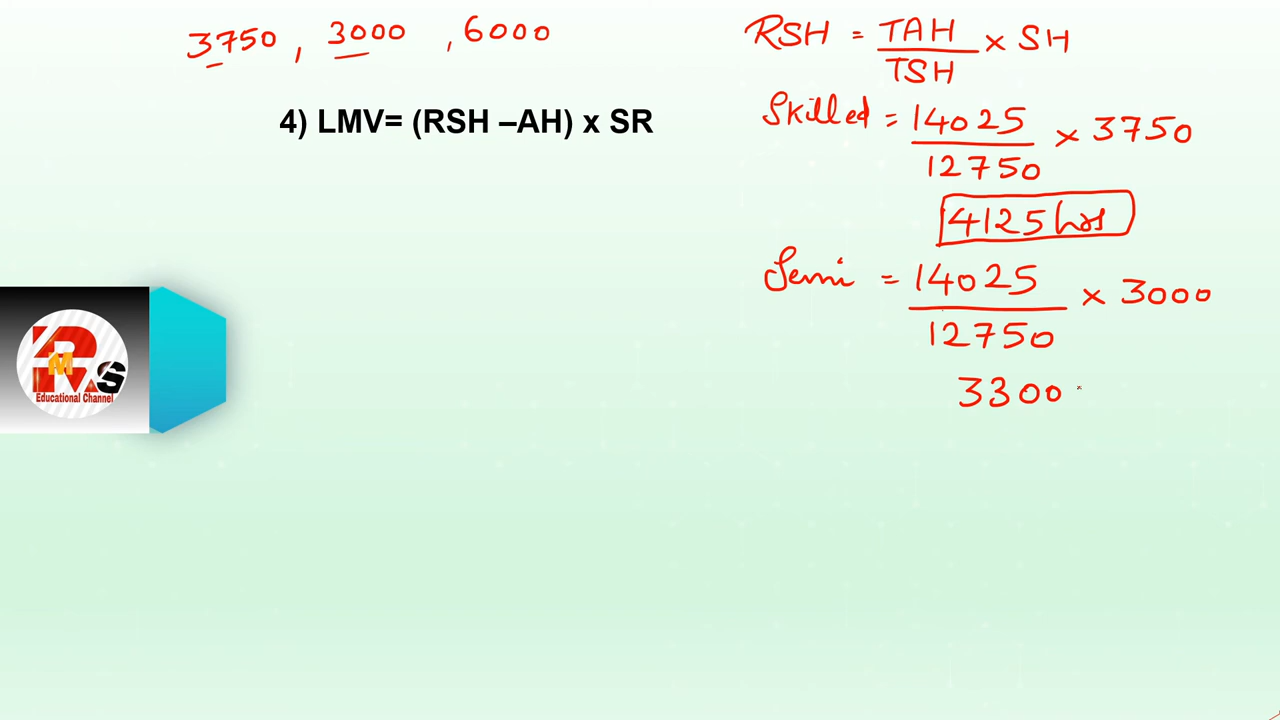 3750, 3000, 6000
4) LMV= (RSH –AH) x SR
RSH = TAH/TSH × SH
Skilled = 14025/12750 × 3750
4125 hrs
Semi = 14025/12750 × 3000
3300
M S
Educational Channel